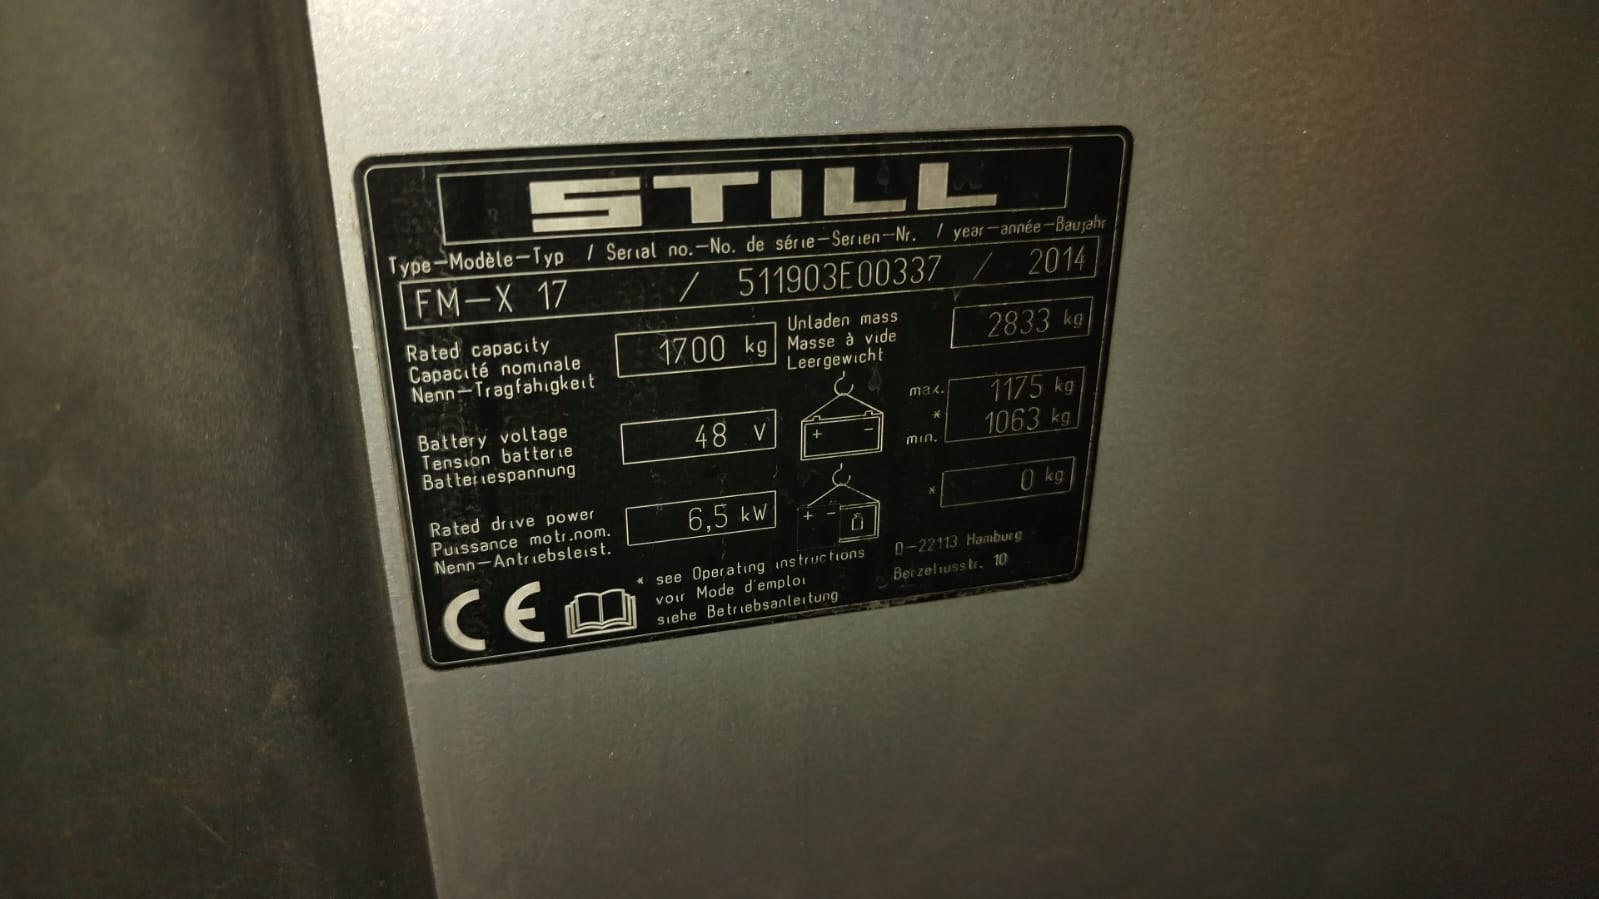 STILL
Type–Modèle–Typ / Serial no.–No. de série–Serien–Nr. / year–année–Baujahr
FM–X 17 / 511903E00337 / 2014
Rated capacity
Capacité nominale
Nenn–Tragfähigkeit
1700 kg
Unladen mass
Masse à vide
Leergewicht
2833 kg
Battery voltage
Tension batterie
Batteriespannung
48 V
+ –
max. 1175 kg
*
min. 1063 kg
Rated drive power
Puissance motr.nom.
Nenn–Antriebsleist.
6,5 kW
+ –
* 0 kg
CE
* see Operating instructions
voir Mode d'emploi
siehe Betriebsanleitung
D–22113 Hamburg
Berzeliusstr. 10